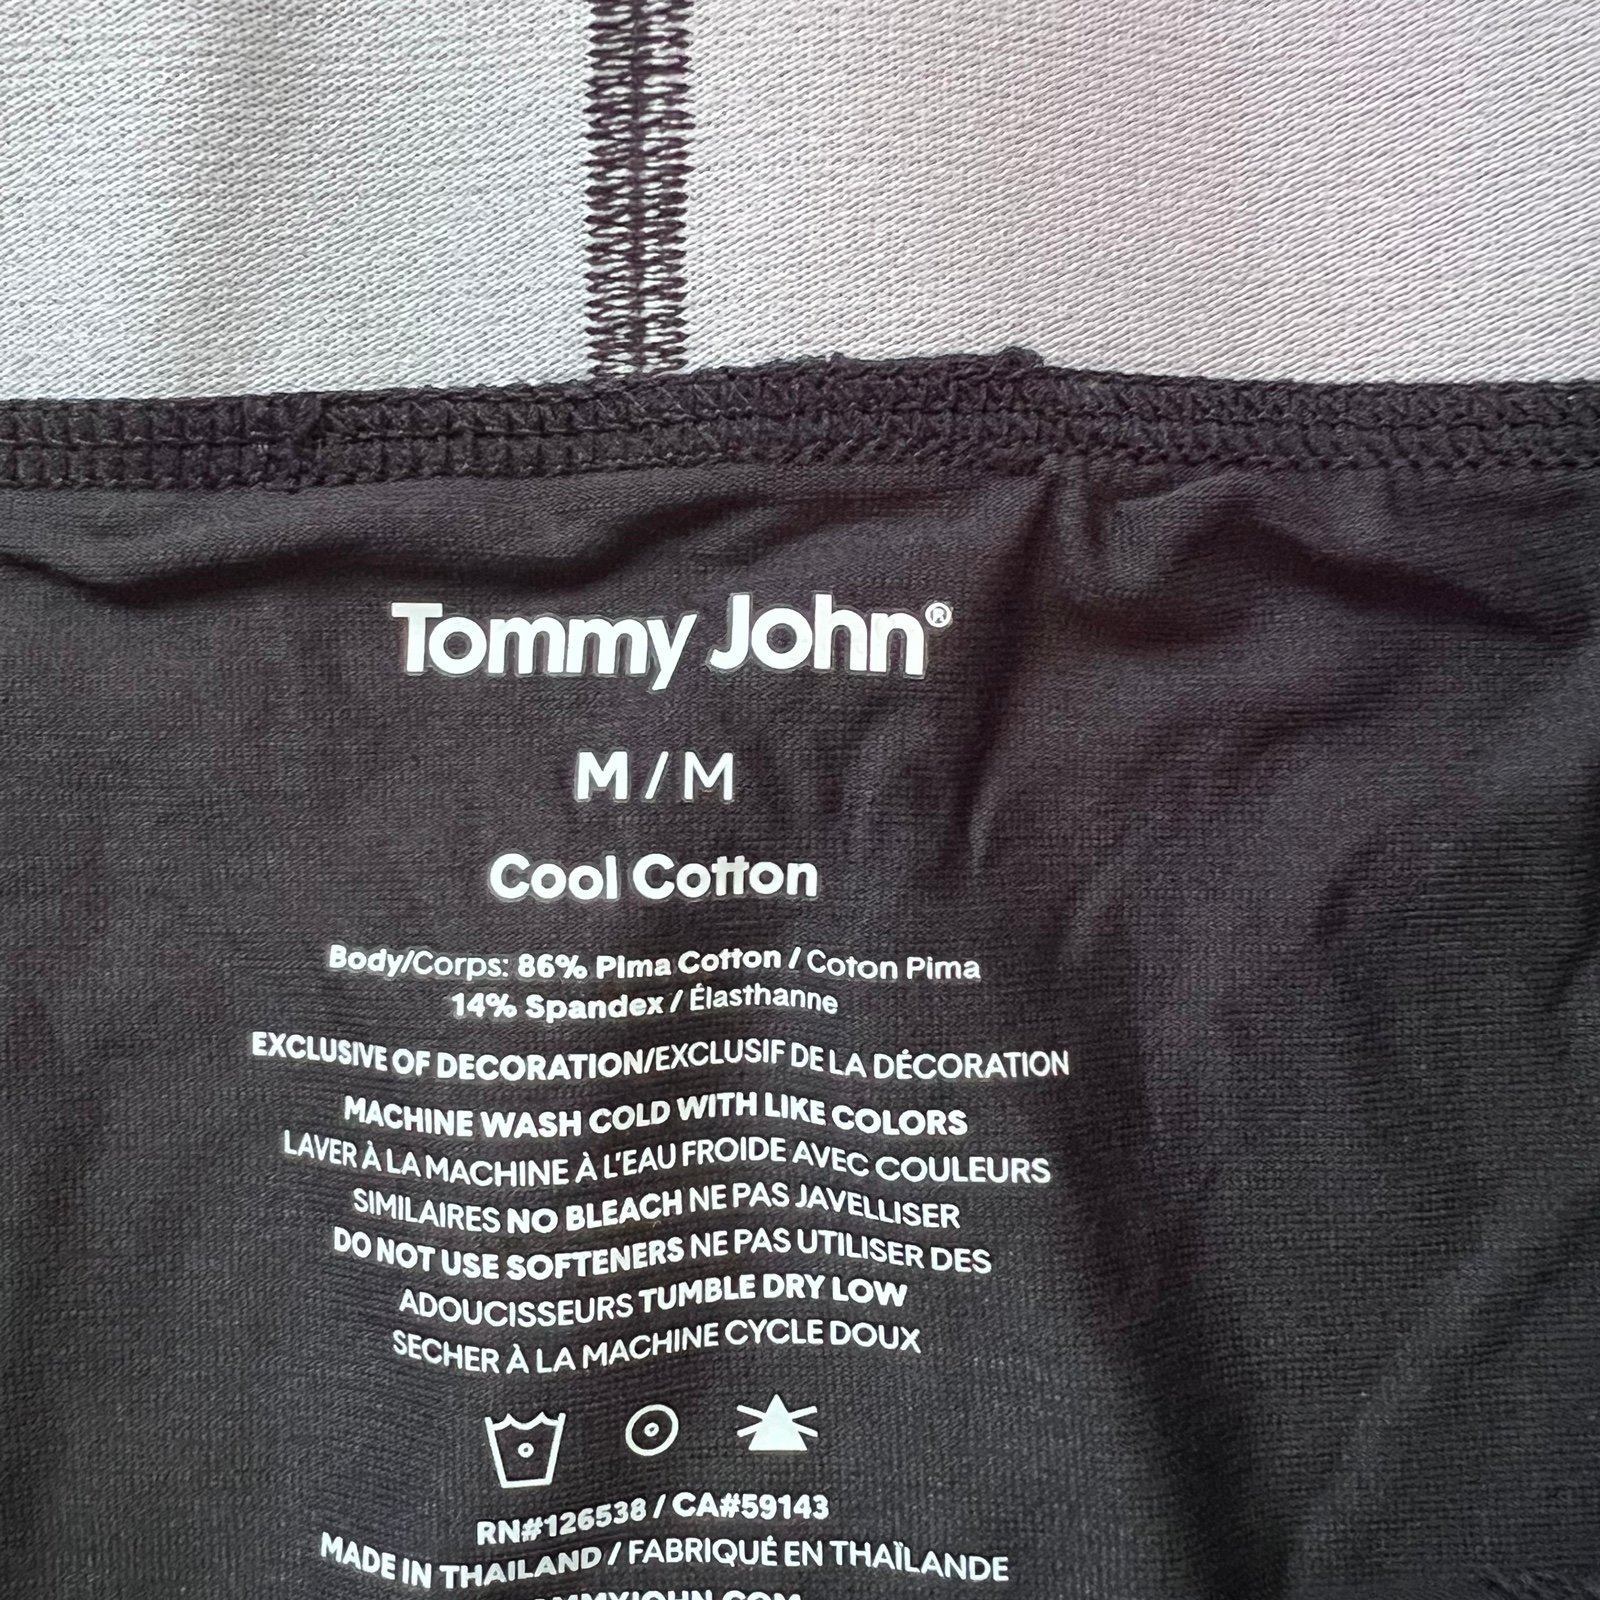 Tommy John®
M / M
Cool Cotton
Body/Corps: 86% Pima Cotton / Coton Pima
14% Spandex / Élasthanne
EXCLUSIVE OF DECORATION/EXCLUSIF DE LA DÉCORATION
MACHINE WASH COLD WITH LIKE COLORS
LAVER À LA MACHINE À L'EAU FROIDE AVEC COULEURS
SIMILAIRES NO BLEACH NE PAS JAVELLISER
DO NOT USE SOFTENERS NE PAS UTILISER DES
ADOUCISSEURS TUMBLE DRY LOW
SECHER À LA MACHINE CYCLE DOUX
RN#126538 / CA#59143
MADE IN THAILAND / FABRIQUÉ EN THAÏLANDE